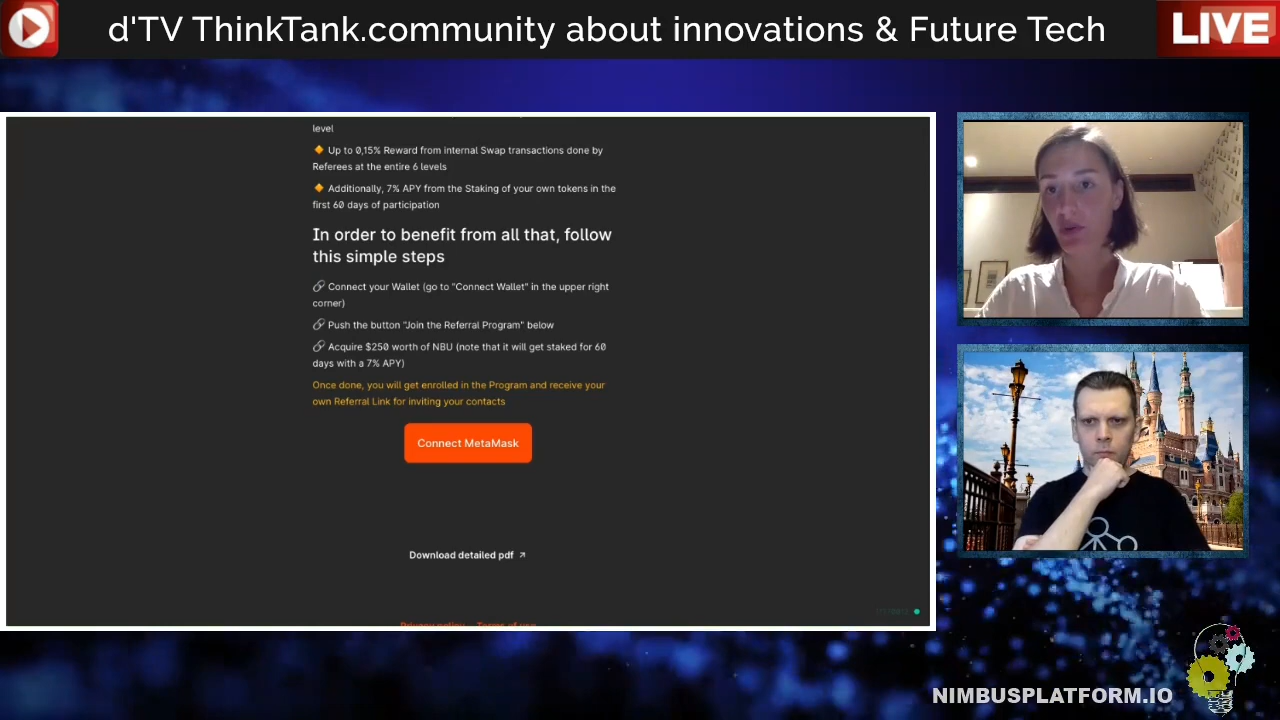 d'TV ThinkTank.community about innovations & Future Tech
LIVE
level
Up to 0,15% Reward from internal Swap transactions done by
Referees at the entire 6 levels
Additionally, 7% APY from the Staking of your own tokens in the
first 60 days of participation
In order to benefit from all that, follow
this simple steps
Connect your Wallet (go to "Connect Wallet" in the upper right
corner)
Push the button "Join the Referral Program" below
Acquire $250 worth of NBU (note that it will get staked for 60
days with a 7% APY)
Once done, you will get enrolled in the Program and receive your
own Referral Link for inviting your contacts
Connect MetaMask
Download detailed pdf
Privacy policy Terms of use
NIMBUSPLATFORM.IO